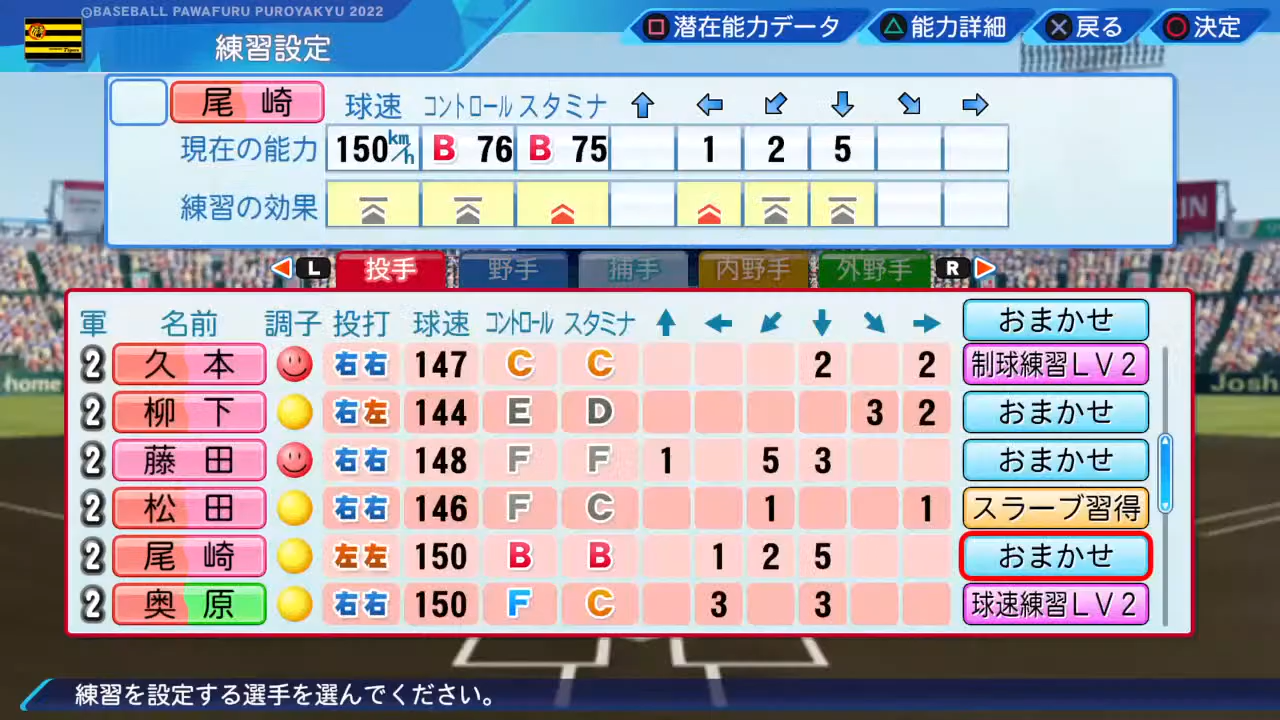 ©BASEBALL PAWAFURU PUROYAKYU 2022
練習設定
潜在能力データ 能力詳細 戻る 決定
尾崎 球速 コントロール スタミナ
現在の能力 150km/h B 76 B 75 1 2 5
練習の効果
L 投手 野手 捕手 内野手 外野手 R
軍 名前 調子 投打 球速 コントロール スタミナ おまかせ
2 久本 右右 147 C C 2 2 制球練習LV2
2 柳下 右左 144 E D 3 2 おまかせ
2 藤田 右右 148 F F 1 5 3 おまかせ
2 松田 右右 146 F C 1 1 スラーブ習得
2 尾崎 左左 150 B B 1 2 5 おまかせ
2 奥原 右右 150 F C 3 3 球速練習LV2
home
Josh
練習を設定する選手を選んでください。